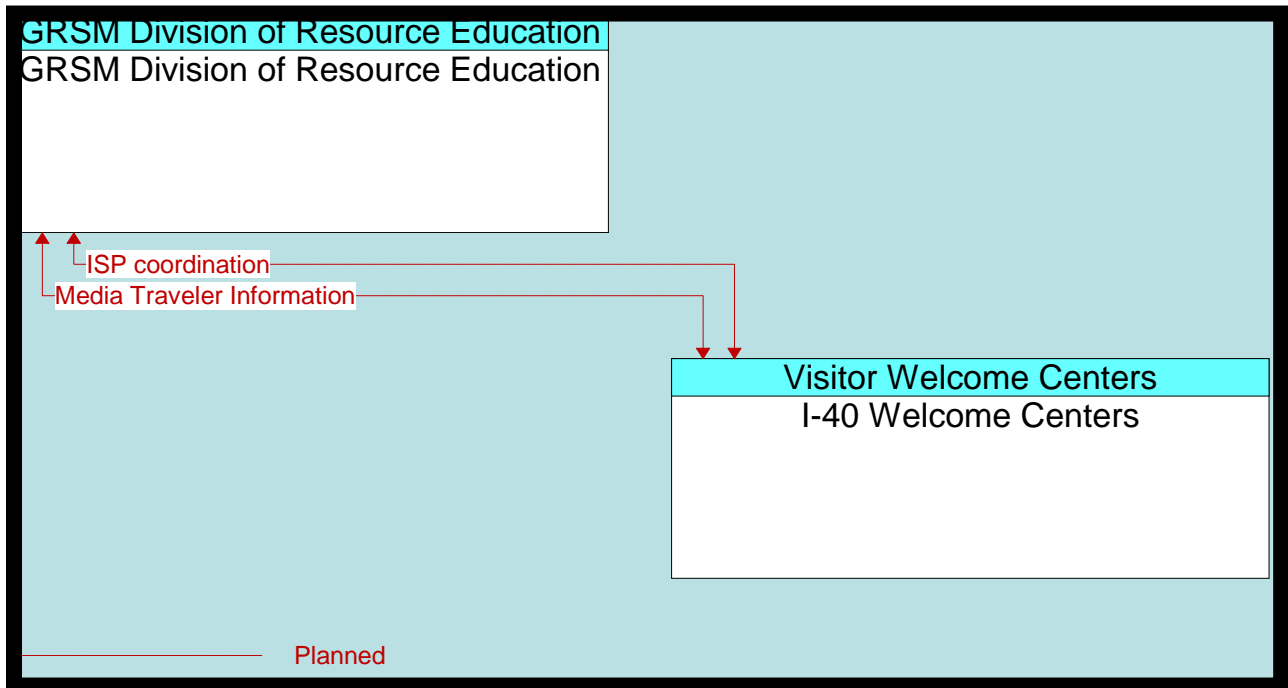 GRSM Division of Resource Education
GRSM Division of Resource Education
ISP coordination
Media Traveler Information
Visitor Welcome Centers
I-40 Welcome Centers
Planned